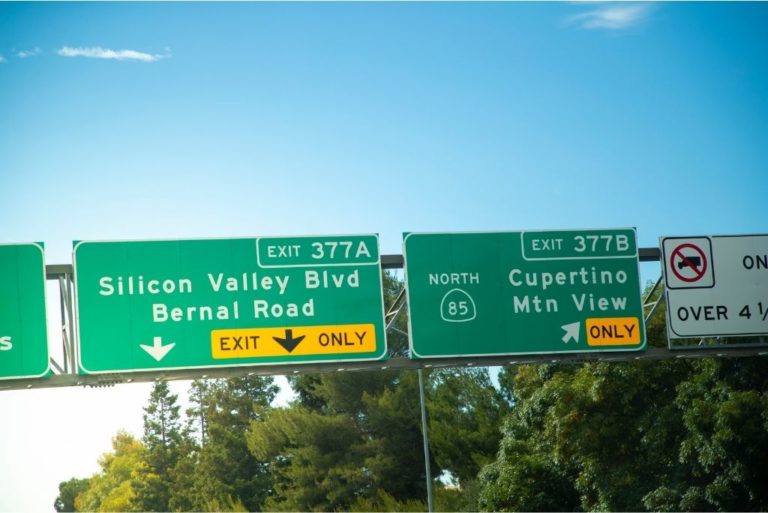 s
EXIT 377A
Silicon Valley Blvd
Bernal Road
EXIT ONLY
EXIT 377B
NORTH
85
Cupertino
Mtn View
ONLY
ON
OVER 4 1/